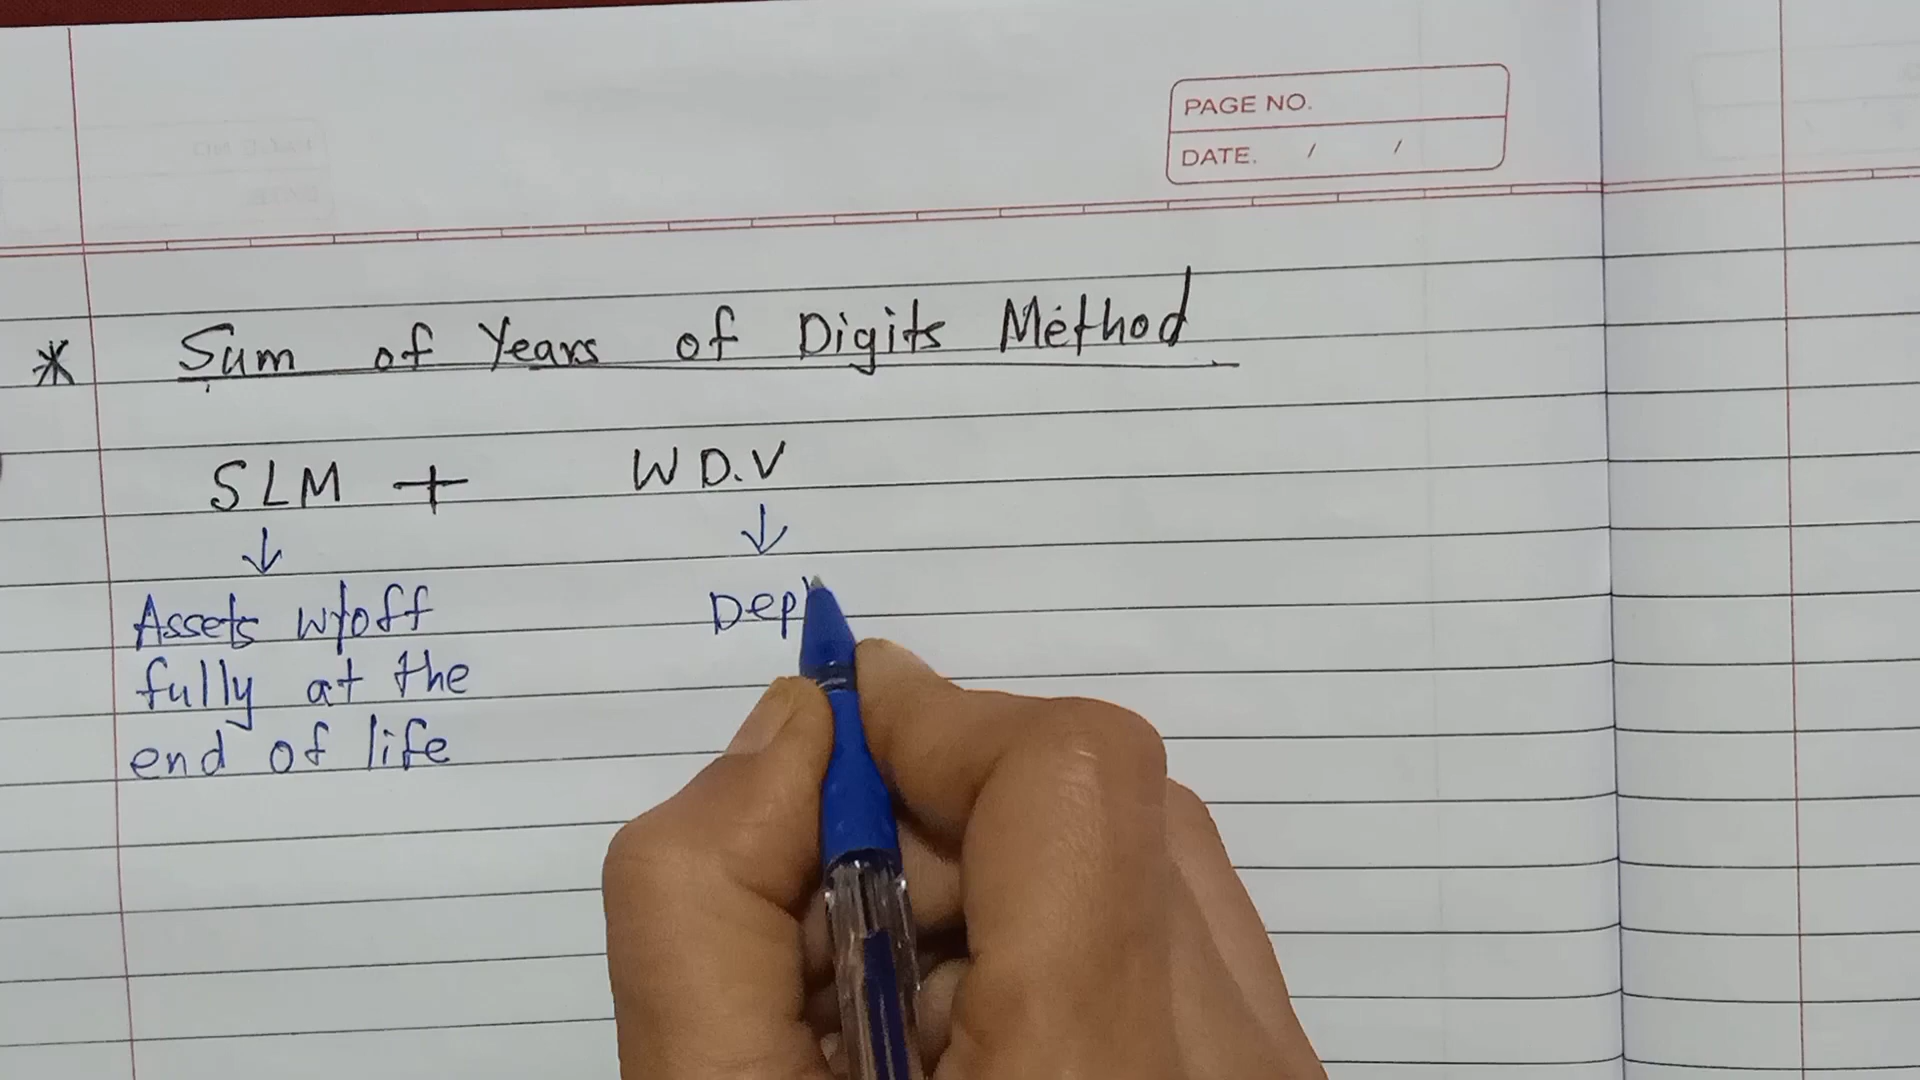 PAGE NO.
DATE. / /
* Sum of Years of Digits Method
SLM + W D.V
↓ ↓
Assets w/off Dep
fully at the
end of life